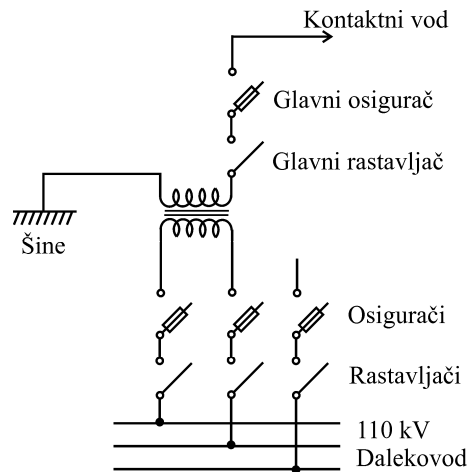 Kontaktni vod
Glavni osigurač
Glavni rastavljač
Šine
Osigurači
Rastavljači
110 kV
Dalekovod